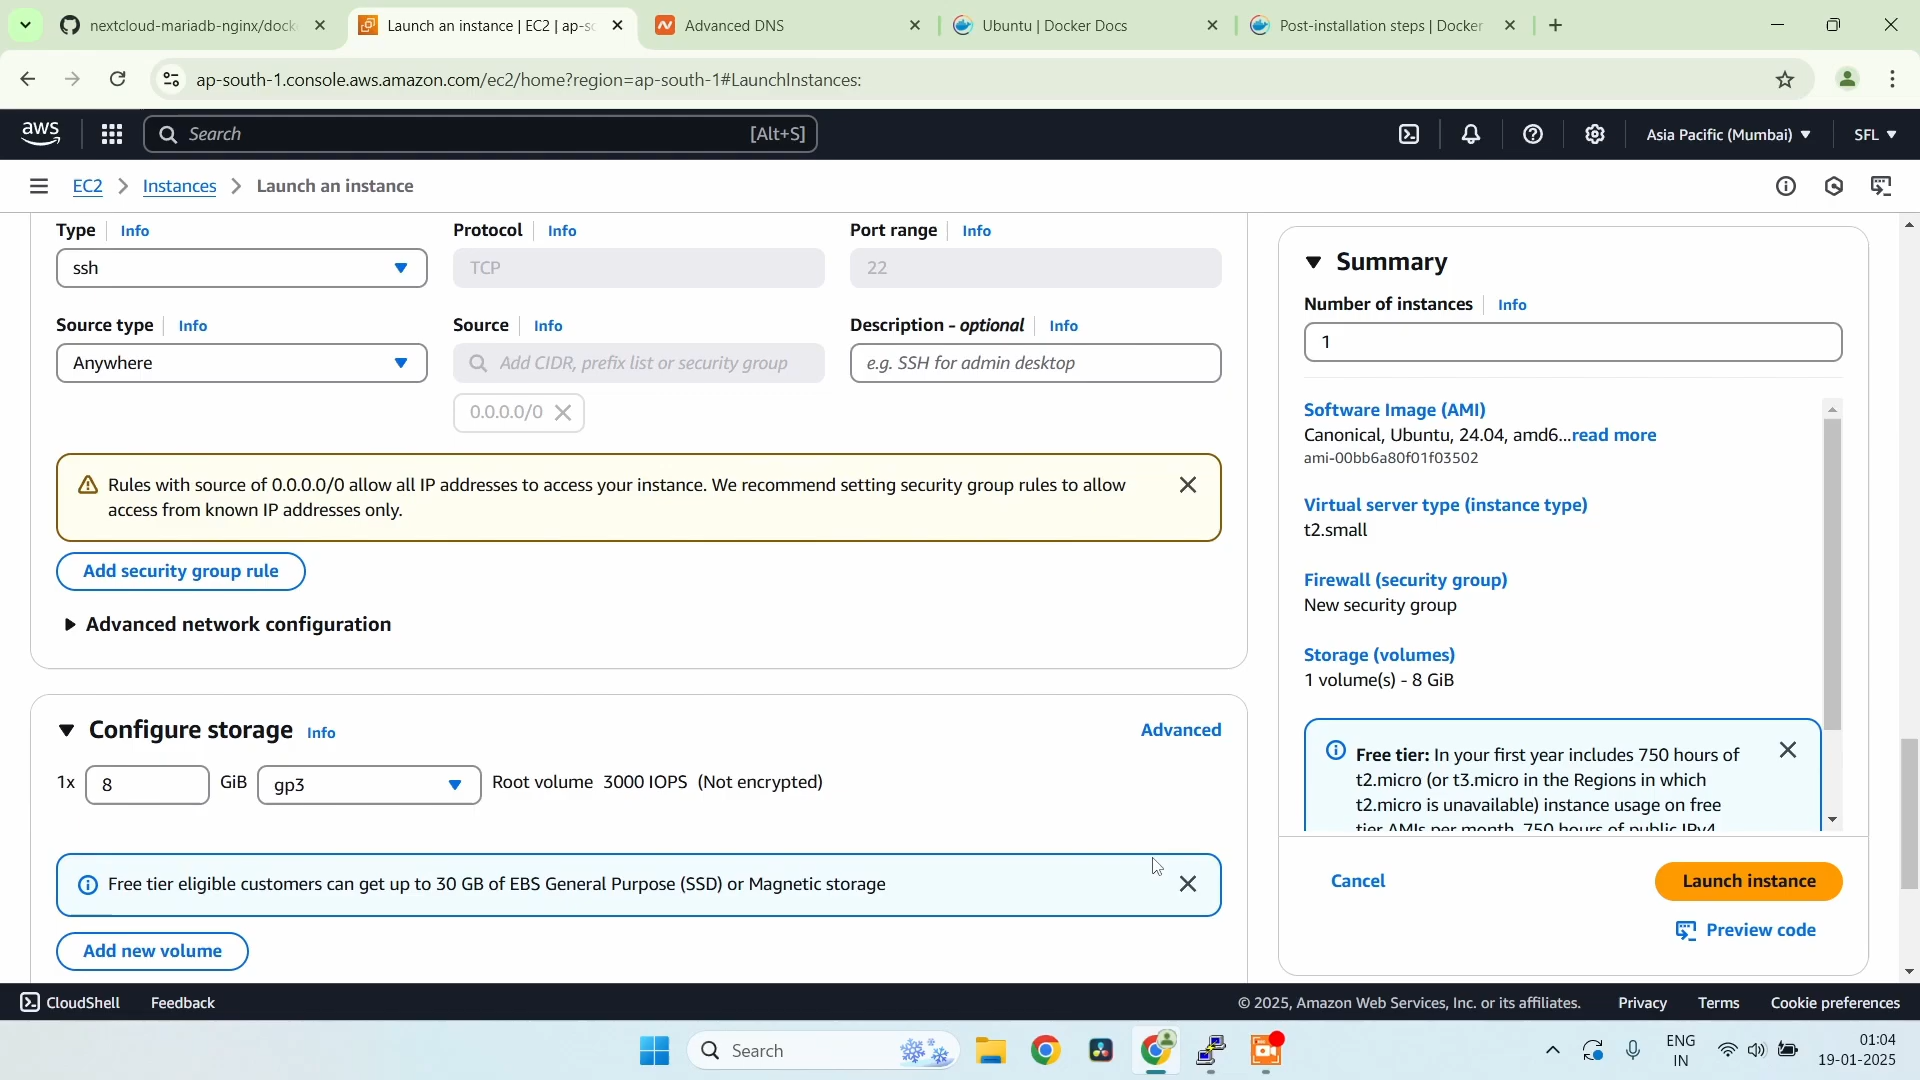 nextcloud-mariadb-nginx/dock
Launch an instance | EC2 | ap-so
Advanced DNS
Ubuntu | Docker Docs
Post-installation steps | Docker
ap-south-1.console.aws.amazon.com/ec2/home?region=ap-south-1#LaunchInstances:
aws
Search
[Alt+S]
Asia Pacific (Mumbai)
SFL
EC2
Instances
Launch an instance
Type
Info
Protocol
Info
Port range
Info
ssh
TCP
22
Source type
Info
Source
Info
Description - optional
Info
Anywhere
Add CIDR, prefix list or security group
e.g. SSH for admin desktop
0.0.0.0/0
Rules with source of 0.0.0.0/0 allow all IP addresses to access your instance. We recommend setting security group rules to allow
access from known IP addresses only.
Add security group rule
Advanced network configuration
Configure storage
Info
Advanced
1x
8
GiB
gp3
Root volume
3000 IOPS
(Not encrypted)
Free tier eligible customers can get up to 30 GB of EBS General Purpose (SSD) or Magnetic storage
Add new volume
Summary
Number of instances
Info
1
Software Image (AMI)
Canonical, Ubuntu, 24.04, amd6...read more
ami-00bb6a80f01f03502
Virtual server type (instance type)
t2.small
Firewall (security group)
New security group
Storage (volumes)
1 volume(s) - 8 GiB
Free tier: In your first year includes 750 hours of
t2.micro (or t3.micro in the Regions in which
t2.micro is unavailable) instance usage on free
tier AMIs per month, 750 hours of public IPv4
Cancel
Launch instance
Preview code
CloudShell
Feedback
© 2025, Amazon Web Services, Inc. or its affiliates.
Privacy
Terms
Cookie preferences
Search
ENG
IN
01:04
19-01-2025